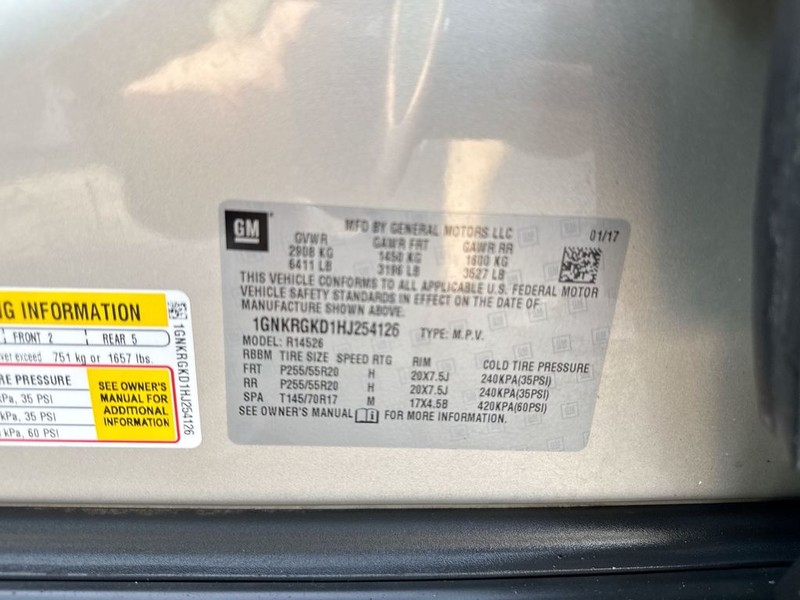 GM
MFD BY GENERAL MOTORS LLC
01/17
GVWR GAWR FRT GAWR RR
2908 KG 1450 KG 1600 KG
6411 LB 3196 LB 3527 LB
THIS VEHICLE CONFORMS TO ALL APPLICABLE U.S. FEDERAL MOTOR
VEHICLE SAFETY STANDARDS IN EFFECT ON THE DATE OF
MANUFACTURE SHOWN ABOVE.
1GNKRGKD1HJ254126 TYPE: M.P.V.
MODEL: R14526
RBBM TIRE SIZE SPEED RTG RIM COLD TIRE PRESSURE
FRT P255/55R20 H 20X7.5J 240KPA(35PSI)
RR P255/55R20 H 20X7.5J 240KPA(35PSI)
SPA T145/70R17 M 17X4.5B 420KPA(60PSI)
SEE OWNER'S MANUAL FOR MORE INFORMATION.
NG INFORMATION
FRONT 2 REAR 5
ver exceed 751 kg or 1657 lbs.
RE PRESSURE
kPa, 35 PSI
kPa, 35 PSI
kPa, 60 PSI
SEE OWNER'S
MANUAL FOR
ADDITIONAL
INFORMATION
1GNKRGKD1HJ254126